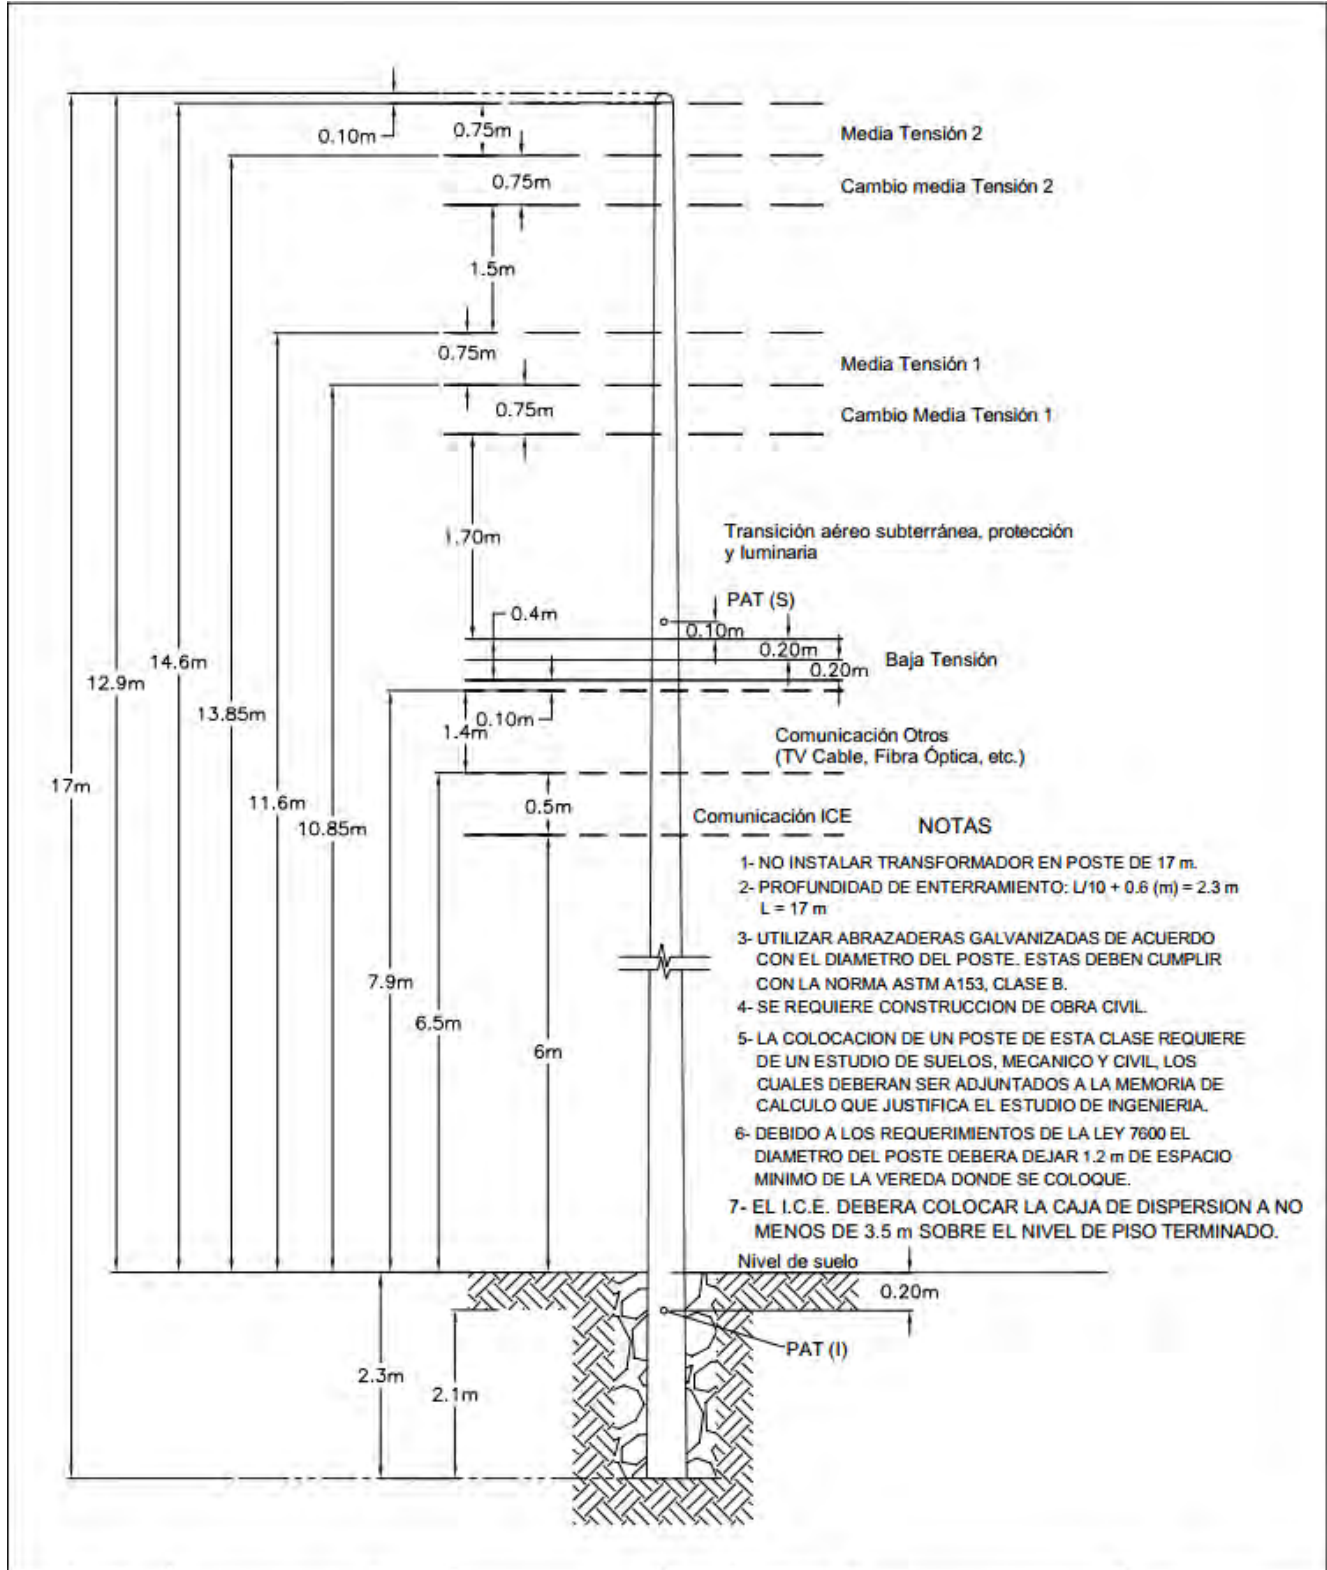 0.10m
0.75m
Media Tensión 2
0.75m
Cambio media Tensión 2
1.5m
0.75m
Media Tensión 1
0.75m
Cambio Media Tensión 1
1.70m
Transición aéreo subterránea, protección
y luminaria
PAT (S)
0.4m
0.10m
0.20m
14.6m
Baja Tensión
0.20m
12.9m
13.85m
0.10m
1.4m
Comunicación Otros
(TV Cable, Fibra Óptica, etc.)
17m
11.6m
0.5m
10.85m
Comunicación ICE
NOTAS
1- NO INSTALAR TRANSFORMADOR EN POSTE DE 17 m.
2- PROFUNDIDAD DE ENTERRAMIENTO: L/10 + 0.6 (m) = 2.3 m
L = 17 m
3- UTILIZAR ABRAZADERAS GALVANIZADAS DE ACUERDO
CON EL DIAMETRO DEL POSTE. ESTAS DEBEN CUMPLIR
CON LA NORMA ASTM A153, CLASE B.
7.9m
4- SE REQUIERE CONSTRUCCION DE OBRA CIVIL.
6.5m
5- LA COLOCACION DE UN POSTE DE ESTA CLASE REQUIERE
6m
DE UN ESTUDIO DE SUELOS, MECANICO Y CIVIL, LOS
CUALES DEBERAN SER ADJUNTADOS A LA MEMORIA DE
CALCULO QUE JUSTIFICA EL ESTUDIO DE INGENIERIA.
6- DEBIDO A LOS REQUERIMIENTOS DE LA LEY 7600 EL
DIAMETRO DEL POSTE DEBERA DEJAR 1.2 m DE ESPACIO
MINIMO DE LA VEREDA DONDE SE COLOQUE.
7- EL I.C.E. DEBERA COLOCAR LA CAJA DE DISPERSION A NO
MENOS DE 3.5 m SOBRE EL NIVEL DE PISO TERMINADO.
Nivel de suelo
0.20m
PAT (I)
2.3m
2.1m